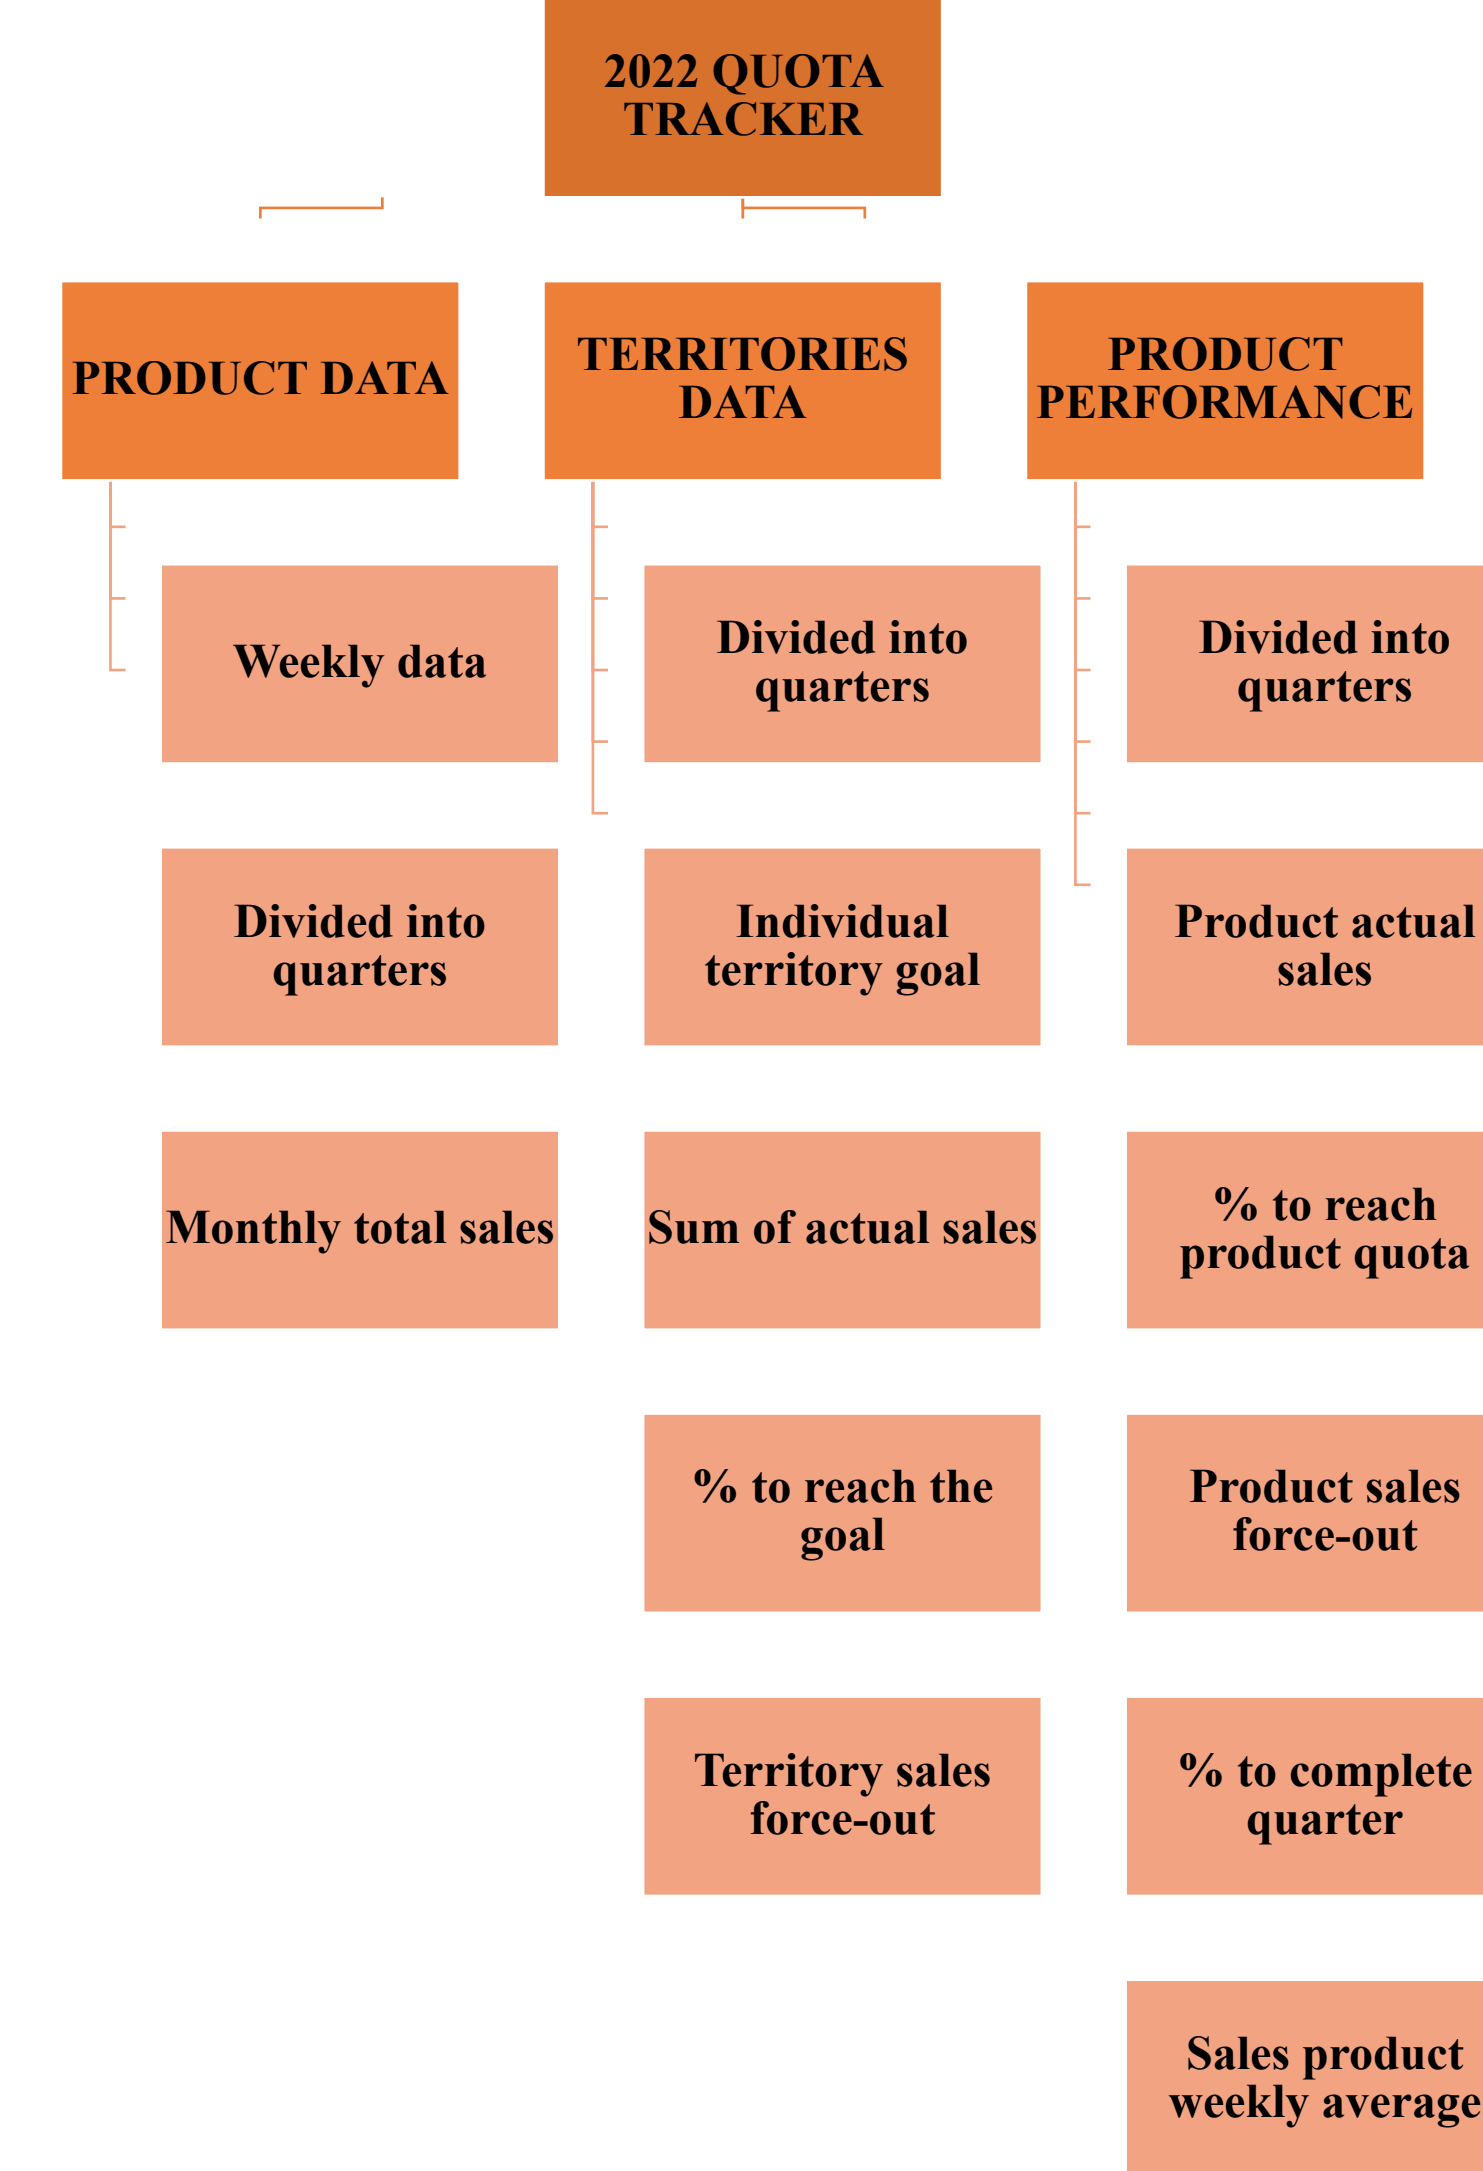 2022 QUOTA
TRACKER
PRODUCT DATA
Weekly data
Divided into
quarters
Monthly total sales
TERRITORIES
DATA
Divided into
quarters
Individual
territory goal
Sum of actual sales
% to reach the
goal
Territory sales
force-out
PRODUCT
PERFORMANCE
Divided into
quarters
Product actual
sales
% to reach
product quota
Product sales
force-out
% to complete
quarter
Sales product
weekly average